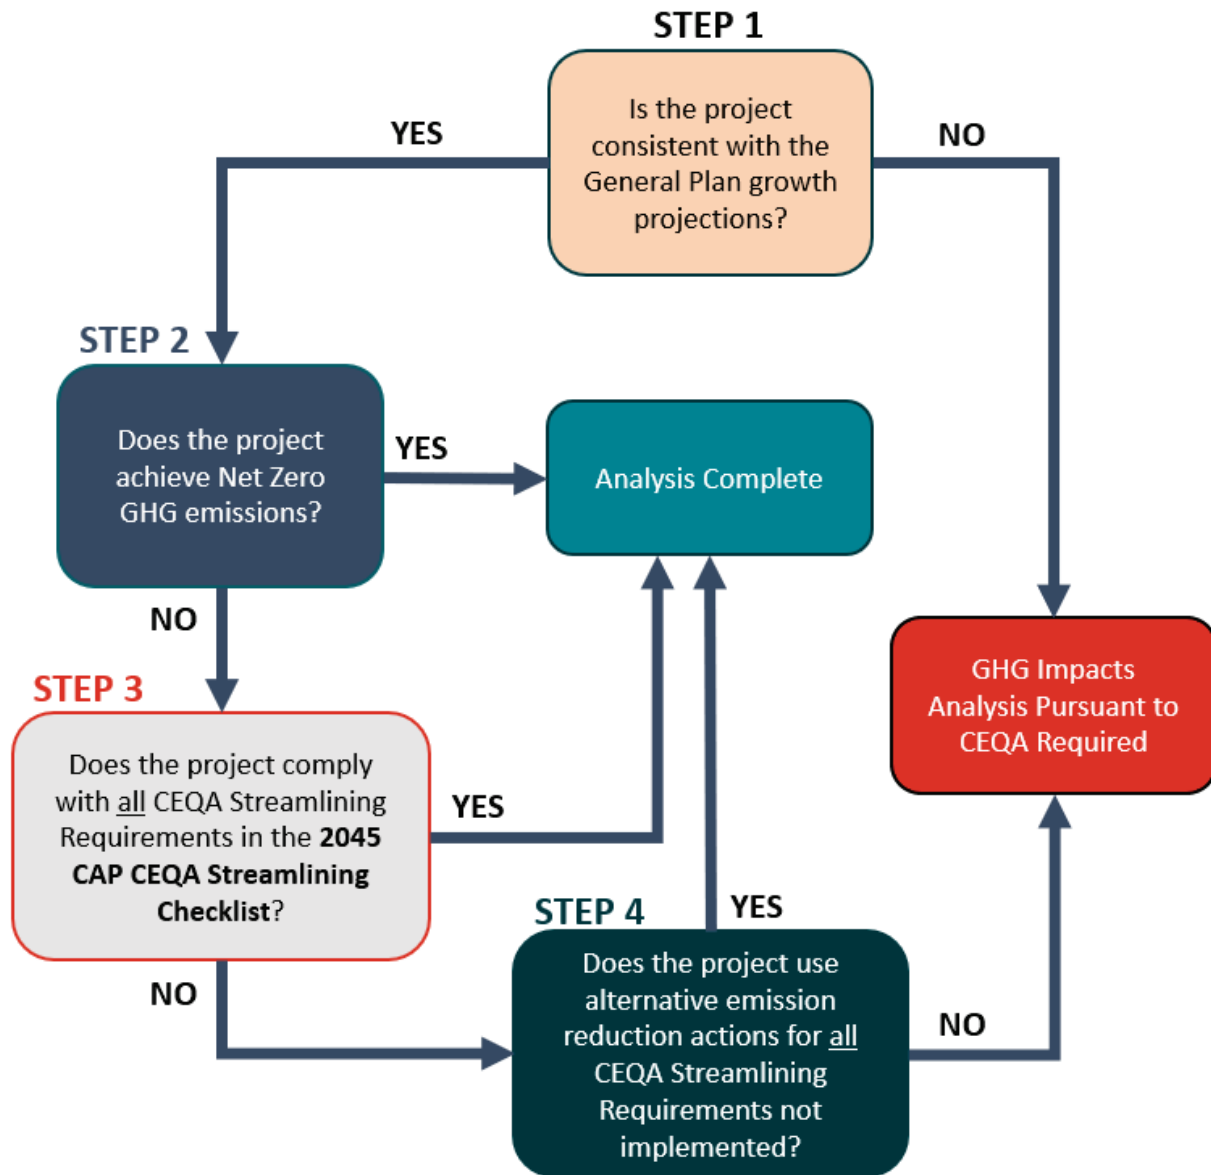 STEP 1
Is the project
consistent with the
General Plan growth
projections?
YES
NO
STEP 2
Does the project
achieve Net Zero
GHG emissions?
YES
Analysis Complete
NO
GHG Impacts
Analysis Pursuant to
CEQA Required
STEP 3
Does the project comply
with all CEQA Streamlining
Requirements in the 2045
CAP CEQA Streamlining
Checklist?
YES
NO
STEP 4
YES
Does the project use
alternative emission
reduction actions for all
CEQA Streamlining
Requirements not
implemented?
NO